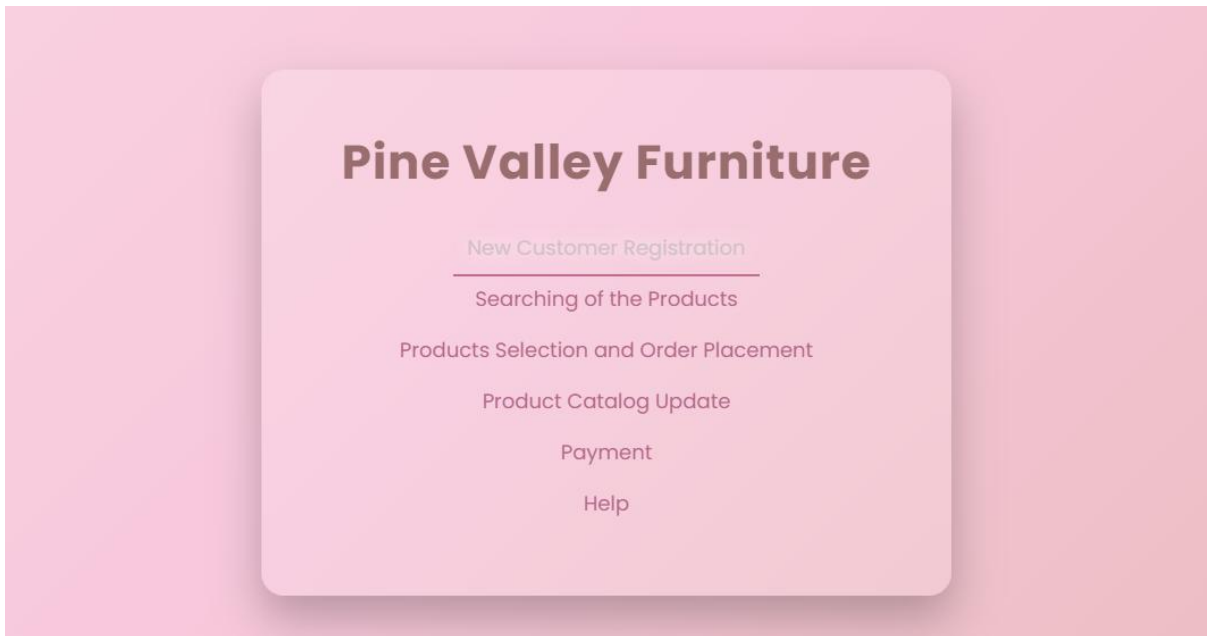 Pine Valley Furniture
New Customer Registration
Searching of the Products
Products Selection and Order Placement
Product Catalog Update
Payment
Help